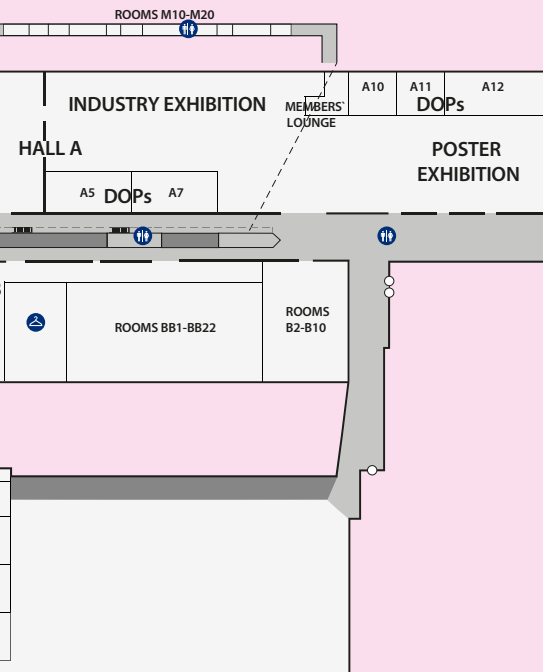 ROOMS M10-M20
A10
A11
A12
INDUSTRY EXHIBITION
MEMBERS`
LOUNGE
DOPs
HALL A
POSTER
EXHIBITION
A5
DOPs
A7
ROOMS BB1-BB22
ROOMS
B2-B10